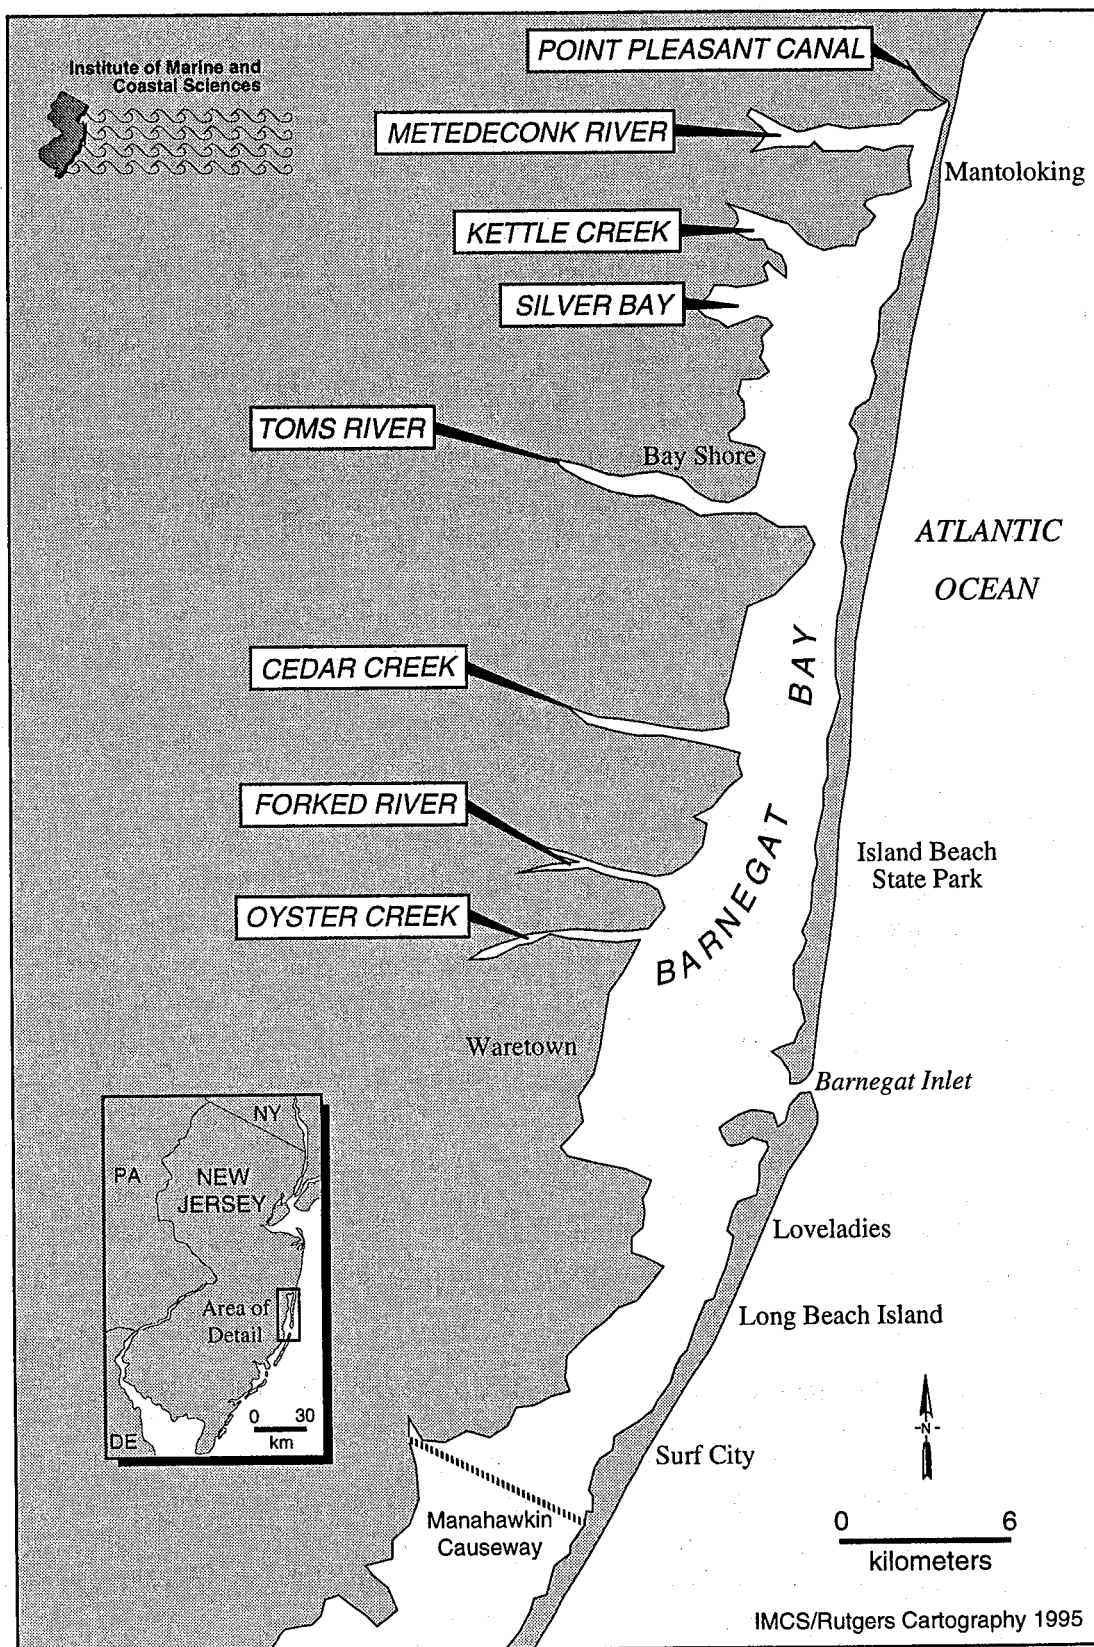 POINT PLEASANT CANAL
Institute of Marine and
Coastal Sciences
METEDECONK RIVER
Mantoloking
KETTLE CREEK
SILVER BAY
TOMS RIVER
Bay Shore
ATLANTIC
OCEAN
CEDAR CREEK
BARNEGAT BAY
FORKED RIVER
Island Beach
State Park
OYSTER CREEK
Waretown
Barnegat Inlet
NY
PA
NEW
JERSEY
Area of
Detail
0 30
km
DE
Loveladies
Long Beach Island
-N-
Surf City
Manahawkin
Causeway
0 6
kilometers
IMCS/Rutgers Cartography 1995